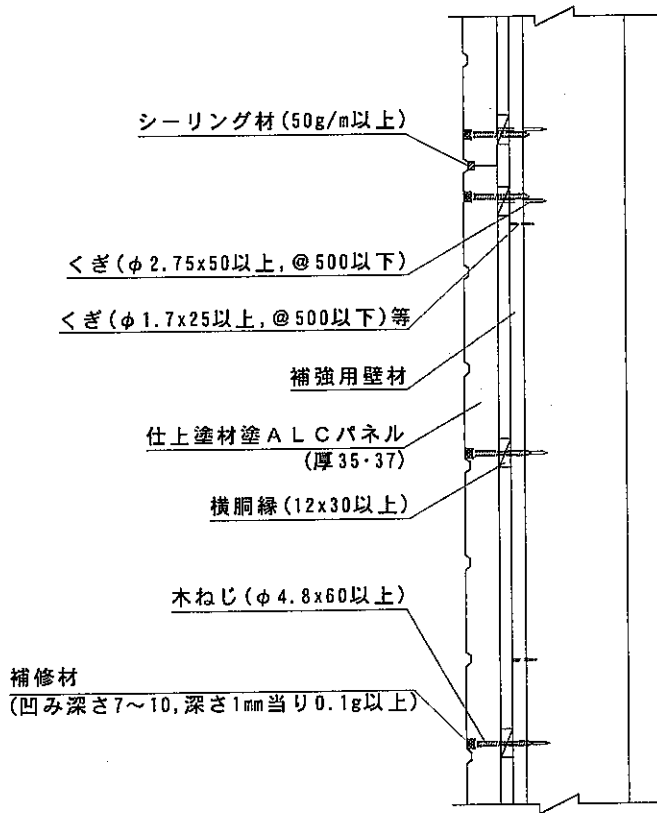 シーリング材(50g/m以上)
くぎ(φ2.75x50以上,@500以下)
くぎ(φ1.7x25以上,@500以下)等
補強用壁材
仕上塗材塗ALCパネル
(厚35・37)
横胴縁(12x30以上)
木ねじ(φ4.8x60以上)
補修材
(凹み深さ7〜10,深さ1mm当り0.1g以上)